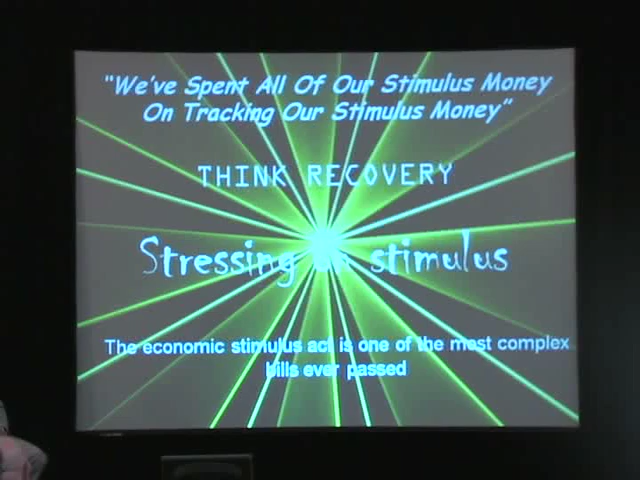 "We've Spent All Of Our Stimulus Money
On Tracking Our Stimulus Money"
THINK RECOVERY
Stressing on stimulus
The economic stimulus act is one of the most complex
bills ever passed